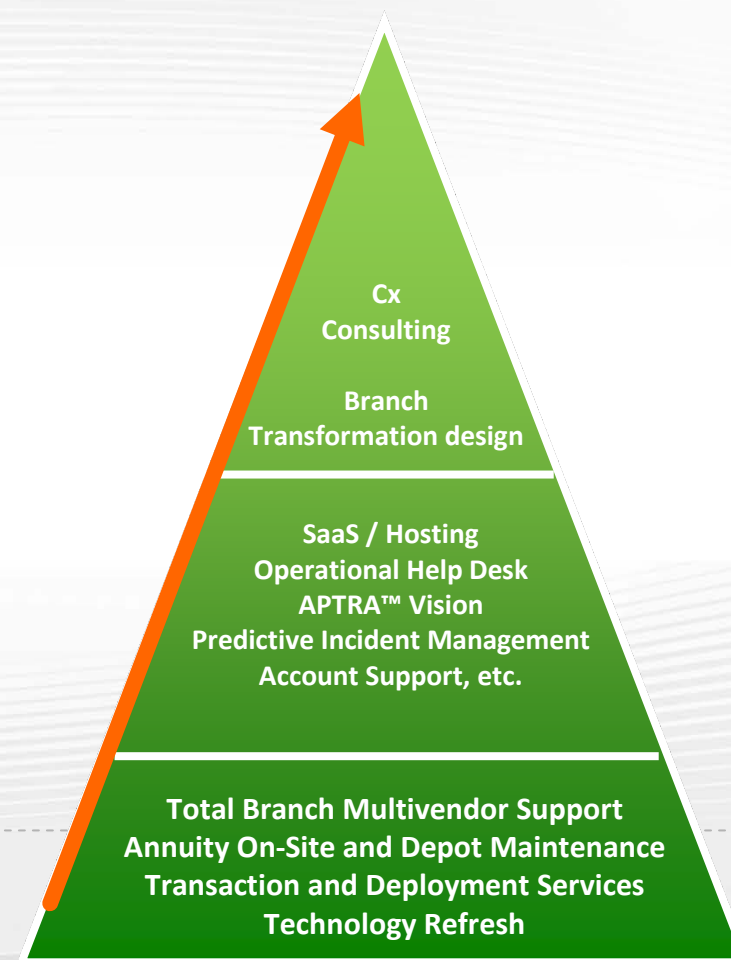 Cx
Consulting
Branch
Transformation design
SaaS / Hosting
Operational Help Desk
APTRA™ Vision
Predictive Incident Management
Account Support, etc.
Total Branch Multivendor Support
Annuity On-Site and Depot Maintenance
Transaction and Deployment Services
Technology Refresh